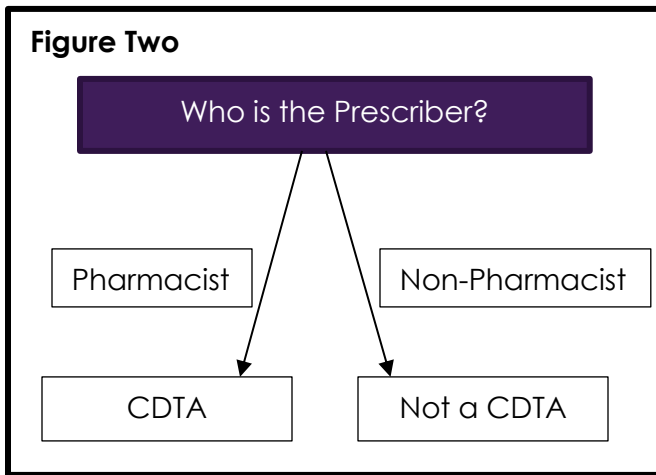 Figure Two
Who is the Prescriber?
Pharmacist
Non-Pharmacist
CDTA
Not a CDTA